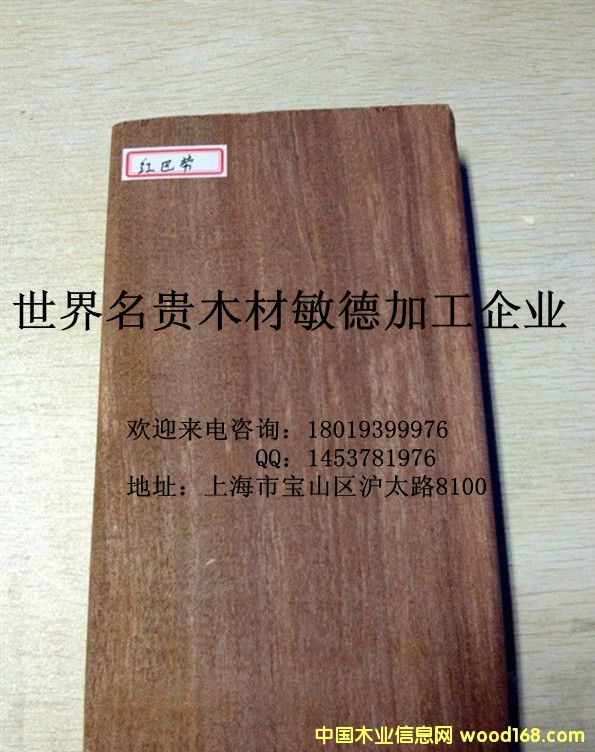 红巴劳
世界名贵木材敏德加工企业
欢迎来电咨询：18019399976
QQ：1453781976
地址：上海市宝山区沪太路8100
中国木业信息网 wood168.com